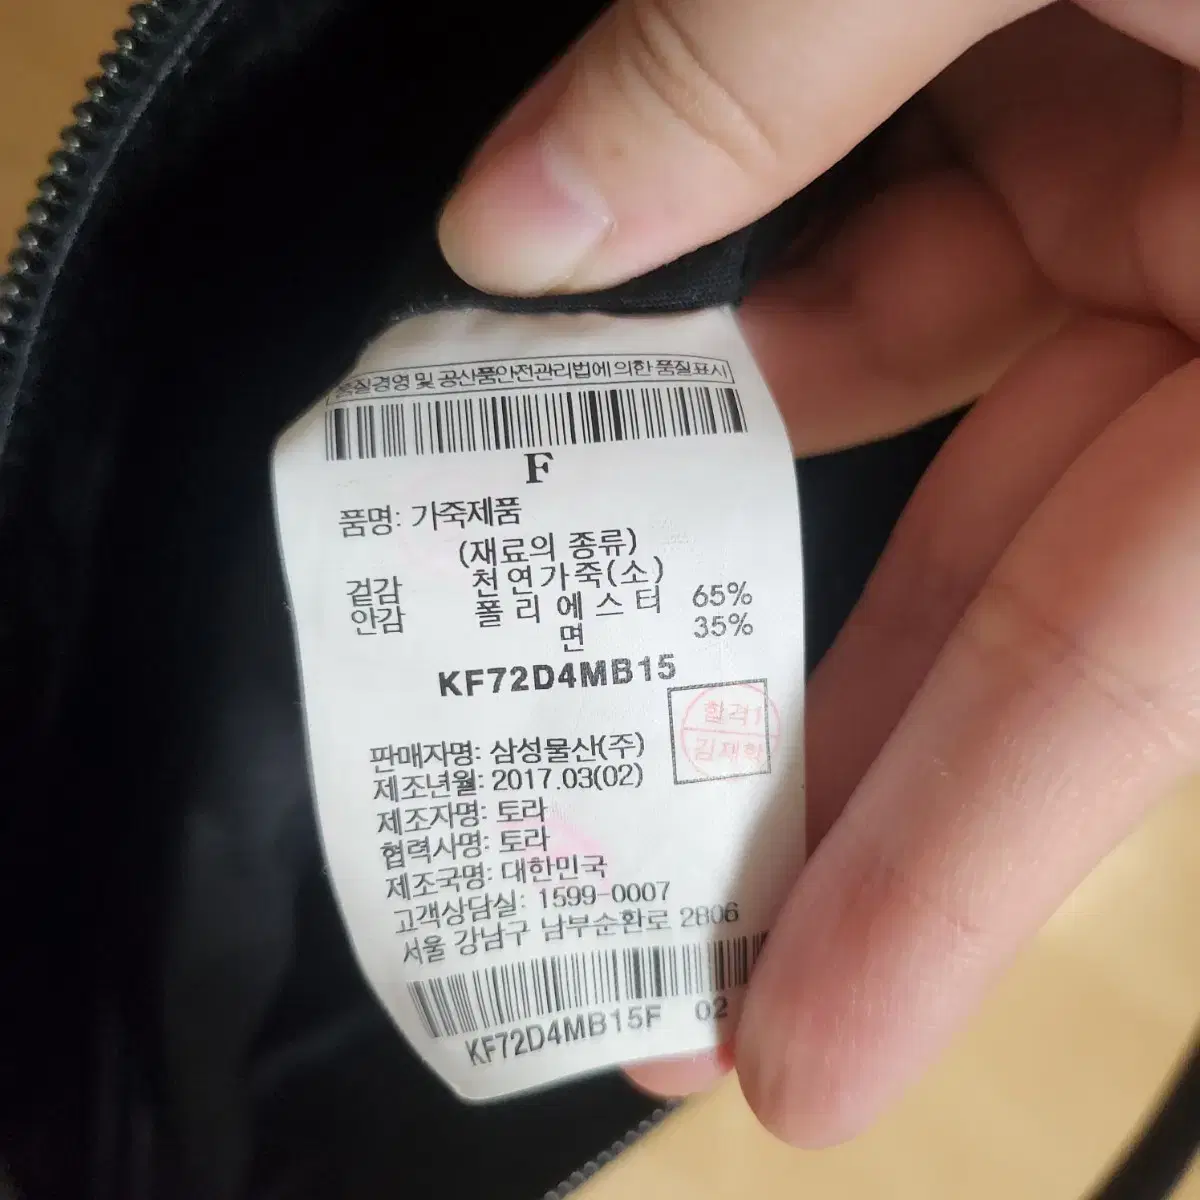 품질경영 및 공산품안전관리법에 의한 품질표시
F
품명: 가죽제품
(재료의 종류)
겉감 천연가죽(소)
안감 폴리에스터 65%
면 35%
KF72D4MB15
합격1
김재학
판매자명: 삼성물산(주)
제조년월: 2017.03(02)
제조자명: 토라
협력사명: 토라
제조국명: 대한민국
고객상담실: 1599-0007
서울 강남구 남부순환로 2806
KF72D4MB15F 02